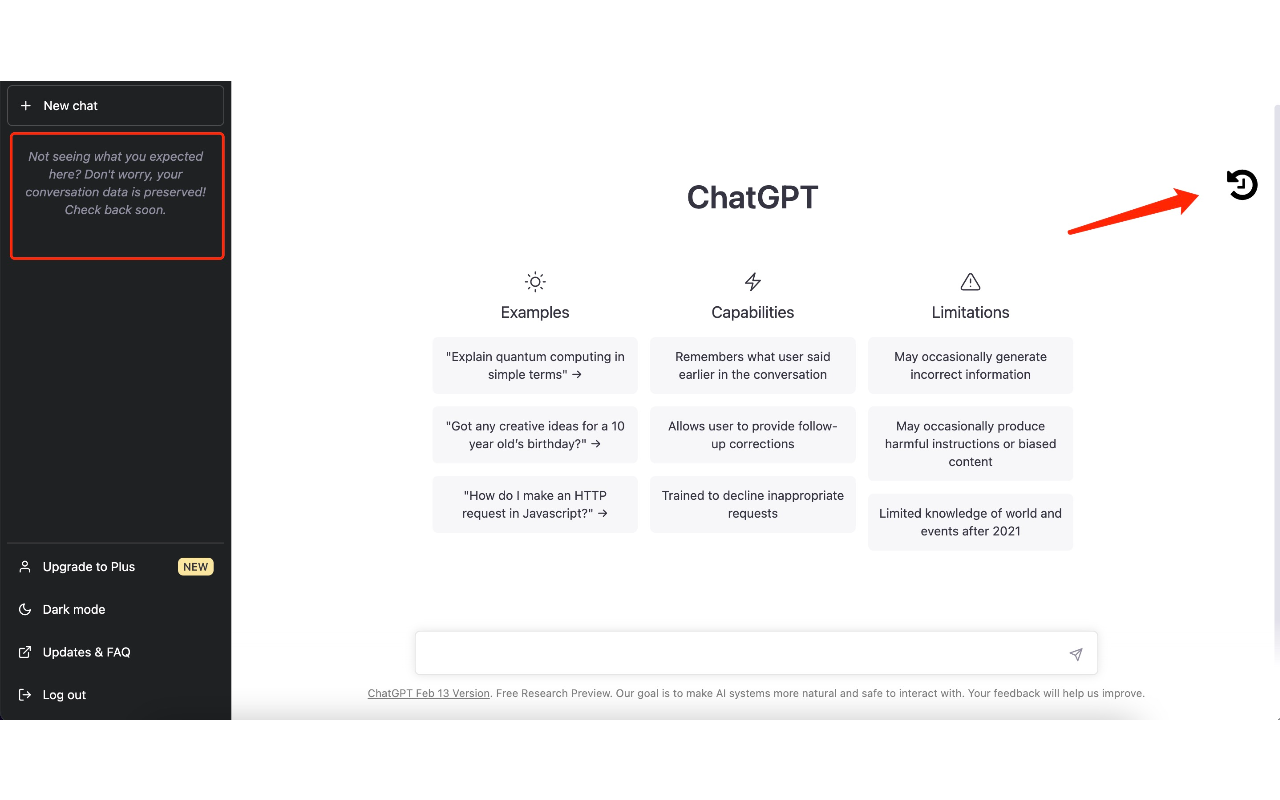 New chat
Not seeing what you expected
here? Don't worry, your
conversation data is preserved!
Check back soon.
Upgrade to Plus
NEW
Dark mode
Updates & FAQ
Log out
ChatGPT
Examples
"Explain quantum computing in
simple terms" →
"Got any creative ideas for a 10
year old's birthday?" →
"How do I make an HTTP
request in Javascript?" →
Capabilities
Remembers what user said
earlier in the conversation
Allows user to provide follow-
up corrections
Trained to decline inappropriate
requests
Limitations
May occasionally generate
incorrect information
May occasionally produce
harmful instructions or biased
content
Limited knowledge of world and
events after 2021
ChatGPT Feb 13 Version. Free Research Preview. Our goal is to make AI systems more natural and safe to interact with. Your feedback will help us improve.